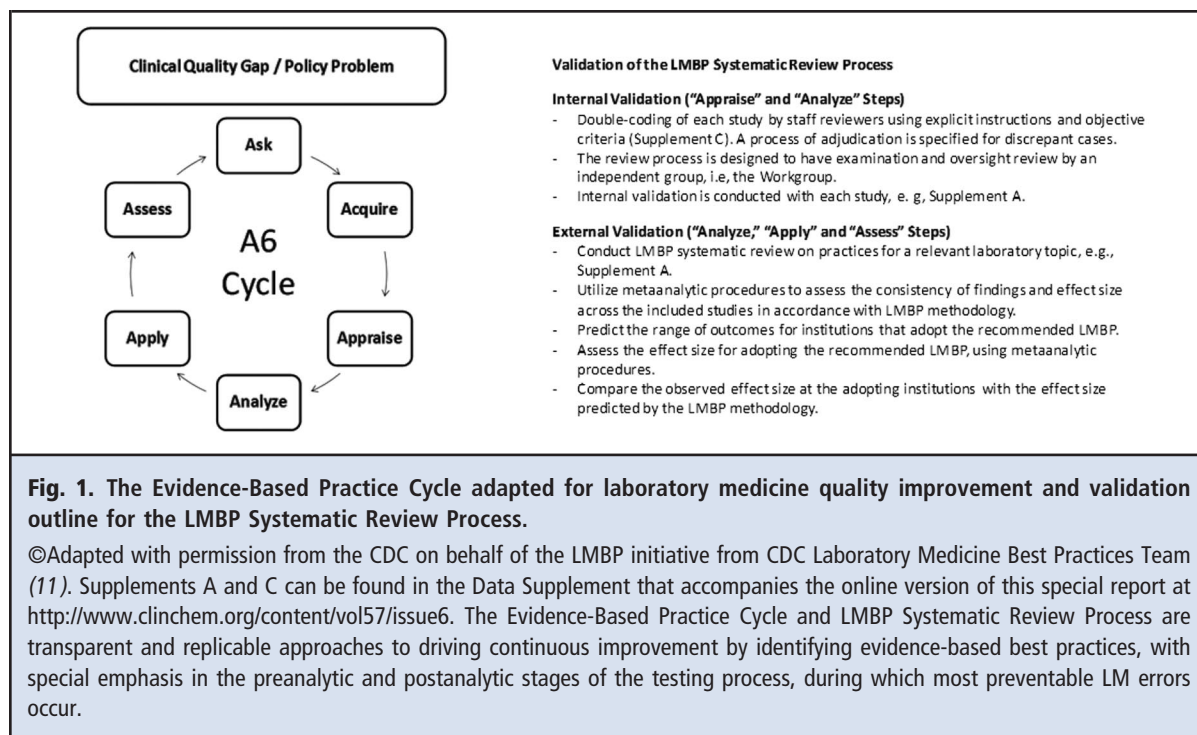 Clinical Quality Gap / Policy Problem
Ask
Acquire
Appraise
Analyze
Apply
Assess
A6
Cycle
Validation of the LMBP Systematic Review Process
Internal Validation (“Appraise” and “Analyze” Steps)
- Double-coding of each study by staff reviewers using explicit instructions and objective
criteria (Supplement C). A process of adjudication is specified for discrepant cases.
- The review process is designed to have examination and oversight review by an
independent group, i.e, the Workgroup.
- Internal validation is conducted with each study, e. g, Supplement A.
External Validation (“Analyze,” “Apply” and “Assess” Steps)
- Conduct LMBP systematic review on practices for a relevant laboratory topic, e.g.,
Supplement A.
- Utilize metaanalytic procedures to assess the consistency of findings and effect size
across the included studies in accordance with LMBP methodology.
- Predict the range of outcomes for institutions that adopt the recommended LMBP.
- Assess the effect size for adopting the recommended LMBP, using metaanalytic
procedures.
- Compare the observed effect size at the adopting institutions with the effect size
predicted by the LMBP methodology.
Fig. 1. The Evidence-Based Practice Cycle adapted for laboratory medicine quality improvement and validation
outline for the LMBP Systematic Review Process.
©Adapted with permission from the CDC on behalf of the LMBP initiative from CDC Laboratory Medicine Best Practices Team
(11). Supplements A and C can be found in the Data Supplement that accompanies the online version of this special report at
http://www.clinchem.org/content/vol57/issue6. The Evidence-Based Practice Cycle and LMBP Systematic Review Process are
transparent and replicable approaches to driving continuous improvement by identifying evidence-based best practices, with
special emphasis in the preanalytic and postanalytic stages of the testing process, during which most preventable LM errors
occur.